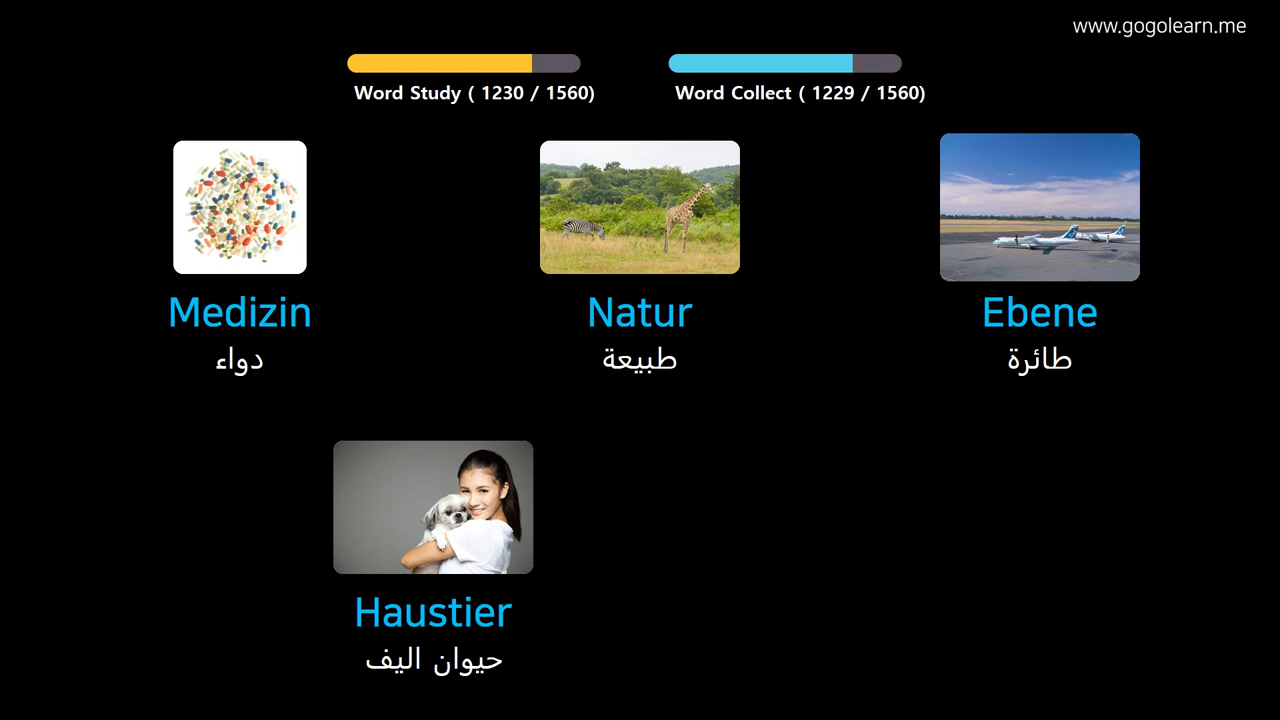 www.gogolearn.me
Word Study ( 1230 / 1560)
Word Collect ( 1229 / 1560)
Medizin
دواء
Natur
طبيعة
Ebene
طائرة
Haustier
حيوان اليف